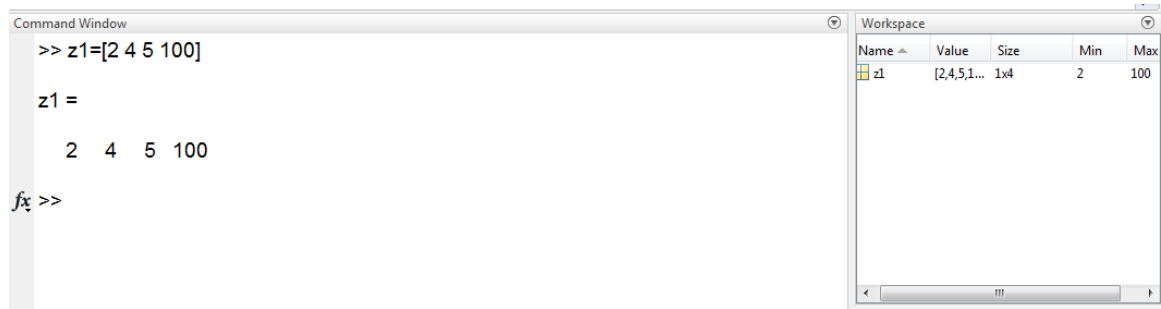 Command Window
>> z1=[2 4 5 100]
z1 =
2 4 5 100
fx >>
Workspace
Name Value Size Min Max
z1 [2,4,5,1... 1x4 2 100